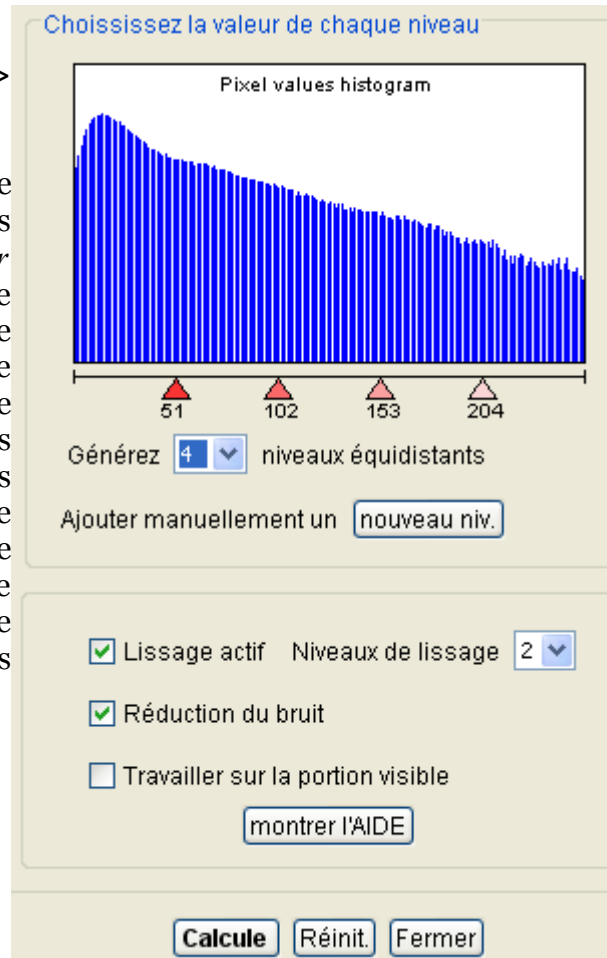 Choississez la valeur de chaque niveau
Pixel values histogram
51 102 153 204
Générez 4 niveaux équidistants
Ajouter manuellement un nouveau niv.
Lissage actif Niveaux de lissage 2
Réduction du bruit
Travailler sur la portion visible
montrer l'AIDE
Calcule Réinit. Fermer